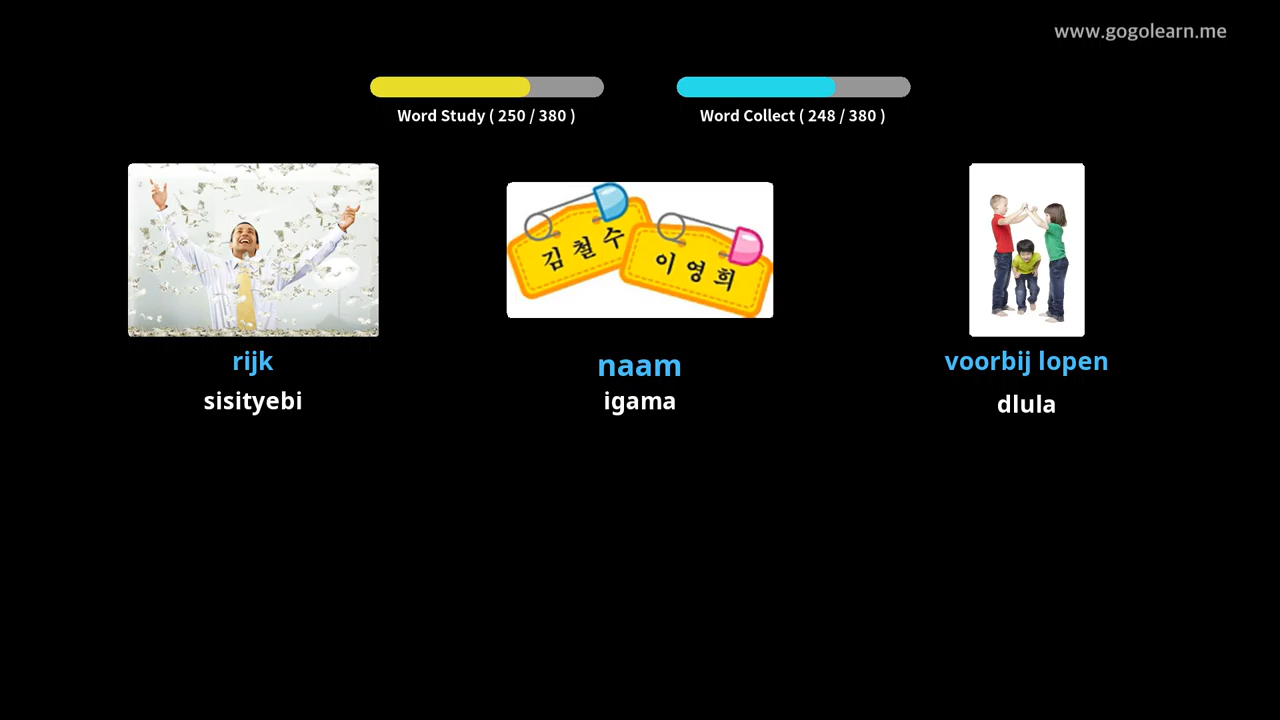 www.gogolearn.me
Word Study ( 250 / 380 )
Word Collect ( 248 / 380 )
김철수
이영희
rijk
naam
voorbij lopen
sisityebi
igama
dlula